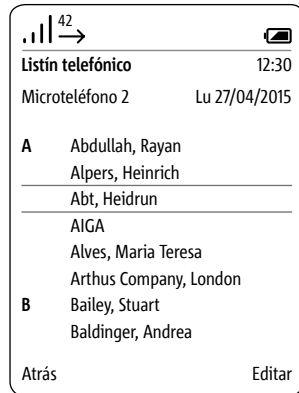 42
Listín telefónico 12:30
Microteléfono 2 Lu 27/04/2015
A Abdullah, Rayan
Alpers, Heinrich
Abt, Heidrun
AIGA
Alves, Maria Teresa
Arthus Company, London
B Bailey, Stuart
Baldinger, Andrea
Atrás Editar